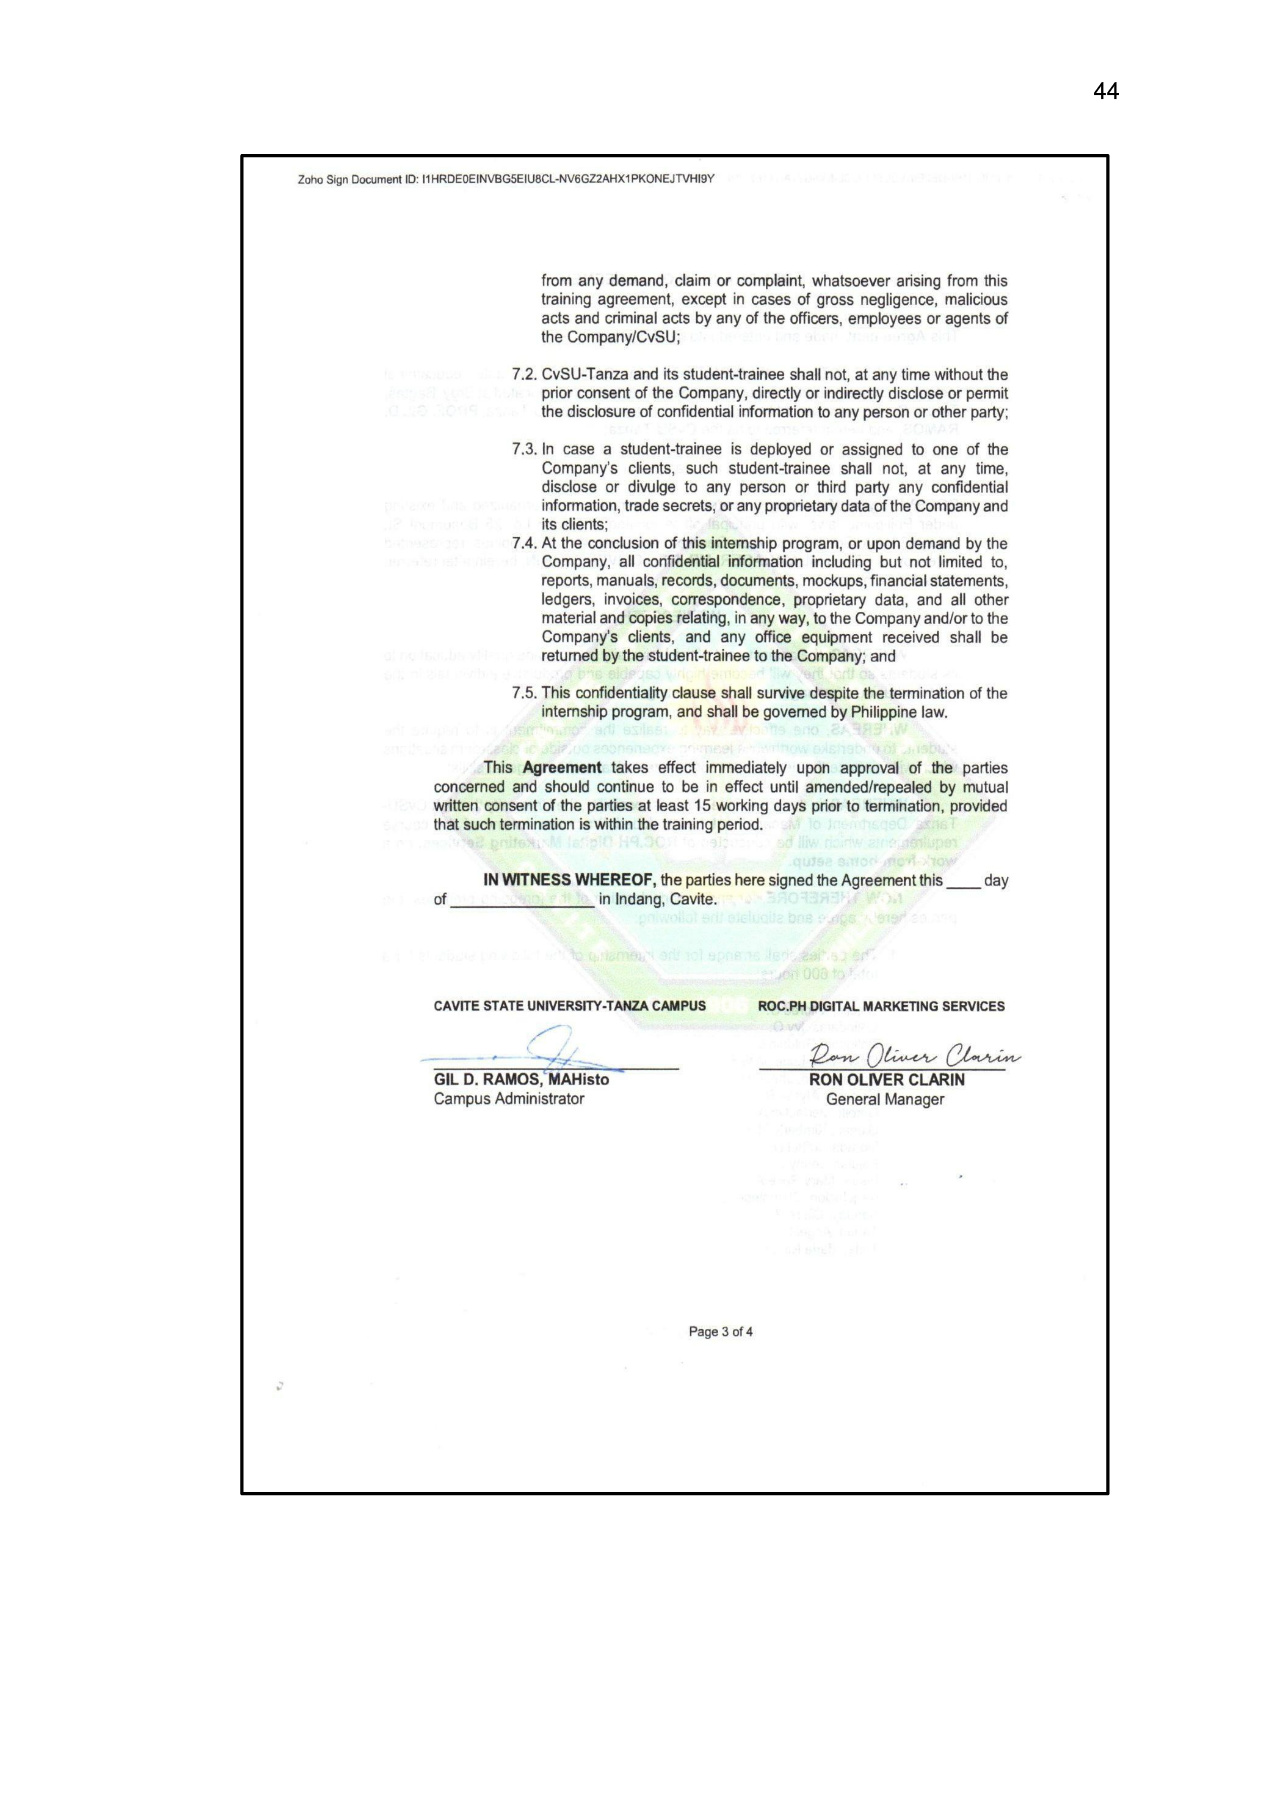 44
Zoho Sign Document ID: I1HRDE0EINVBG5EIU8CL-NV6GZ2AHX1PKONEJTVHI9Y
from any demand, claim or complaint, whatsoever arising from this
training agreement, except in cases of gross negligence, malicious
acts and criminal acts by any of the officers, employees or agents of
the Company/CvSU;
7.2. CvSU-Tanza and its student-trainee shall not, at any time without the
prior consent of the Company, directly or indirectly disclose or permit
the disclosure of confidential information to any person or other party;
7.3. In case a student-trainee is deployed or assigned to one of the
Company's clients, such student-trainee shall not, at any time,
disclose or divulge to any person or third party any confidential
information, trade secrets, or any proprietary data of the Company and
its clients;
7.4. At the conclusion of this internship program, or upon demand by the
Company, all confidential information including but not limited to,
reports, manuals, records, documents, mockups, financial statements,
ledgers, invoices, correspondence, proprietary data, and all other
material and copies relating, in any way, to the Company and/or to the
Company's clients, and any office equipment received shall be
returned by the student-trainee to the Company; and
7.5. This confidentiality clause shall survive despite the termination of the
internship program, and shall be governed by Philippine law.
This Agreement takes effect immediately upon approval of the parties
concerned and should continue to be in effect until amended/repealed by mutual
written consent of the parties at least 15 working days prior to termination, provided
that such termination is within the training period.
IN WITNESS WHEREOF, the parties here signed the Agreement this ____ day
of __________________ in Indang, Cavite.
CAVITE STATE UNIVERSITY-TANZA CAMPUS ROC.PH DIGITAL MARKETING SERVICES
Ron Oliver Clarin
GIL D. RAMOS, MAHisto RON OLIVER CLARIN
Campus Administrator General Manager
Page 3 of 4